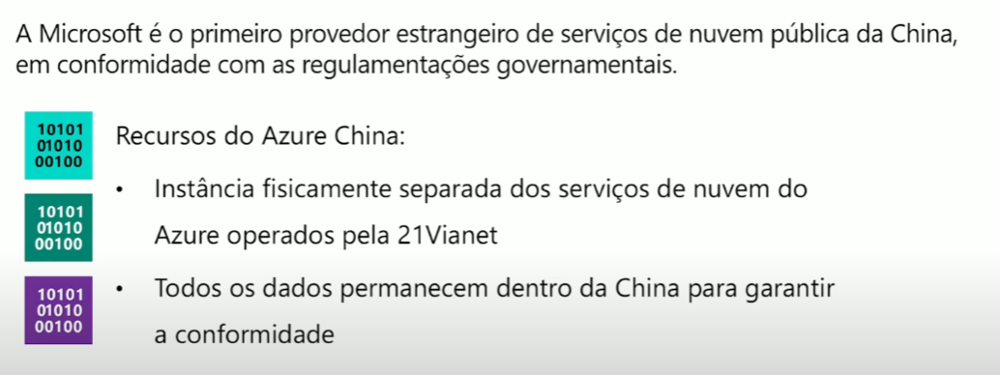 A Microsoft é o primeiro provedor estrangeiro de serviços de nuvem pública da China,
em conformidade com as regulamentações governamentais.
10101
01010
00100
Recursos do Azure China:
• Instância fisicamente separada dos serviços de nuvem do
Azure operados pela 21Vianet
10101
01010
00100
• Todos os dados permanecem dentro da China para garantir
a conformidade
10101
01010
00100